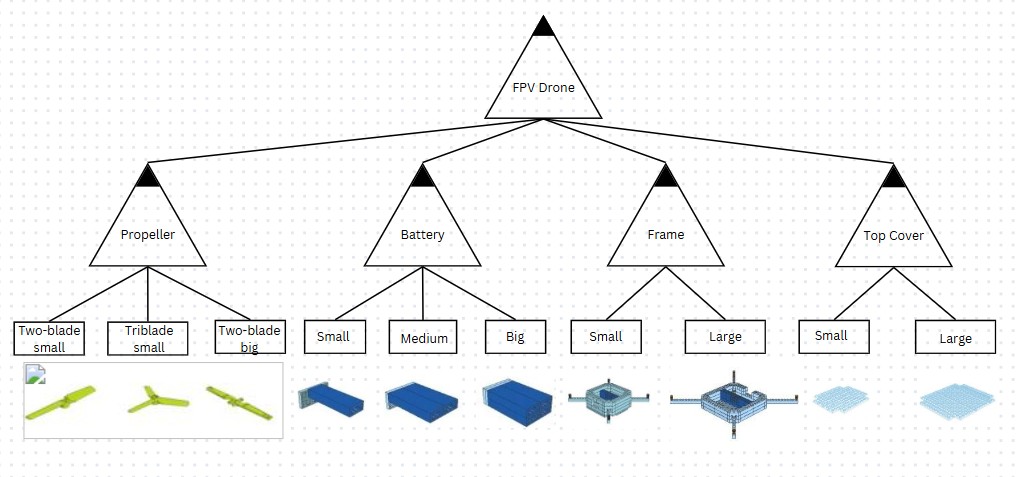 FPV Drone
Propeller
Battery
Frame
Top Cover
Two-blade
small
Triblade
small
Two-blade
big
Small
Medium
Big
Small
Large
Small
Large